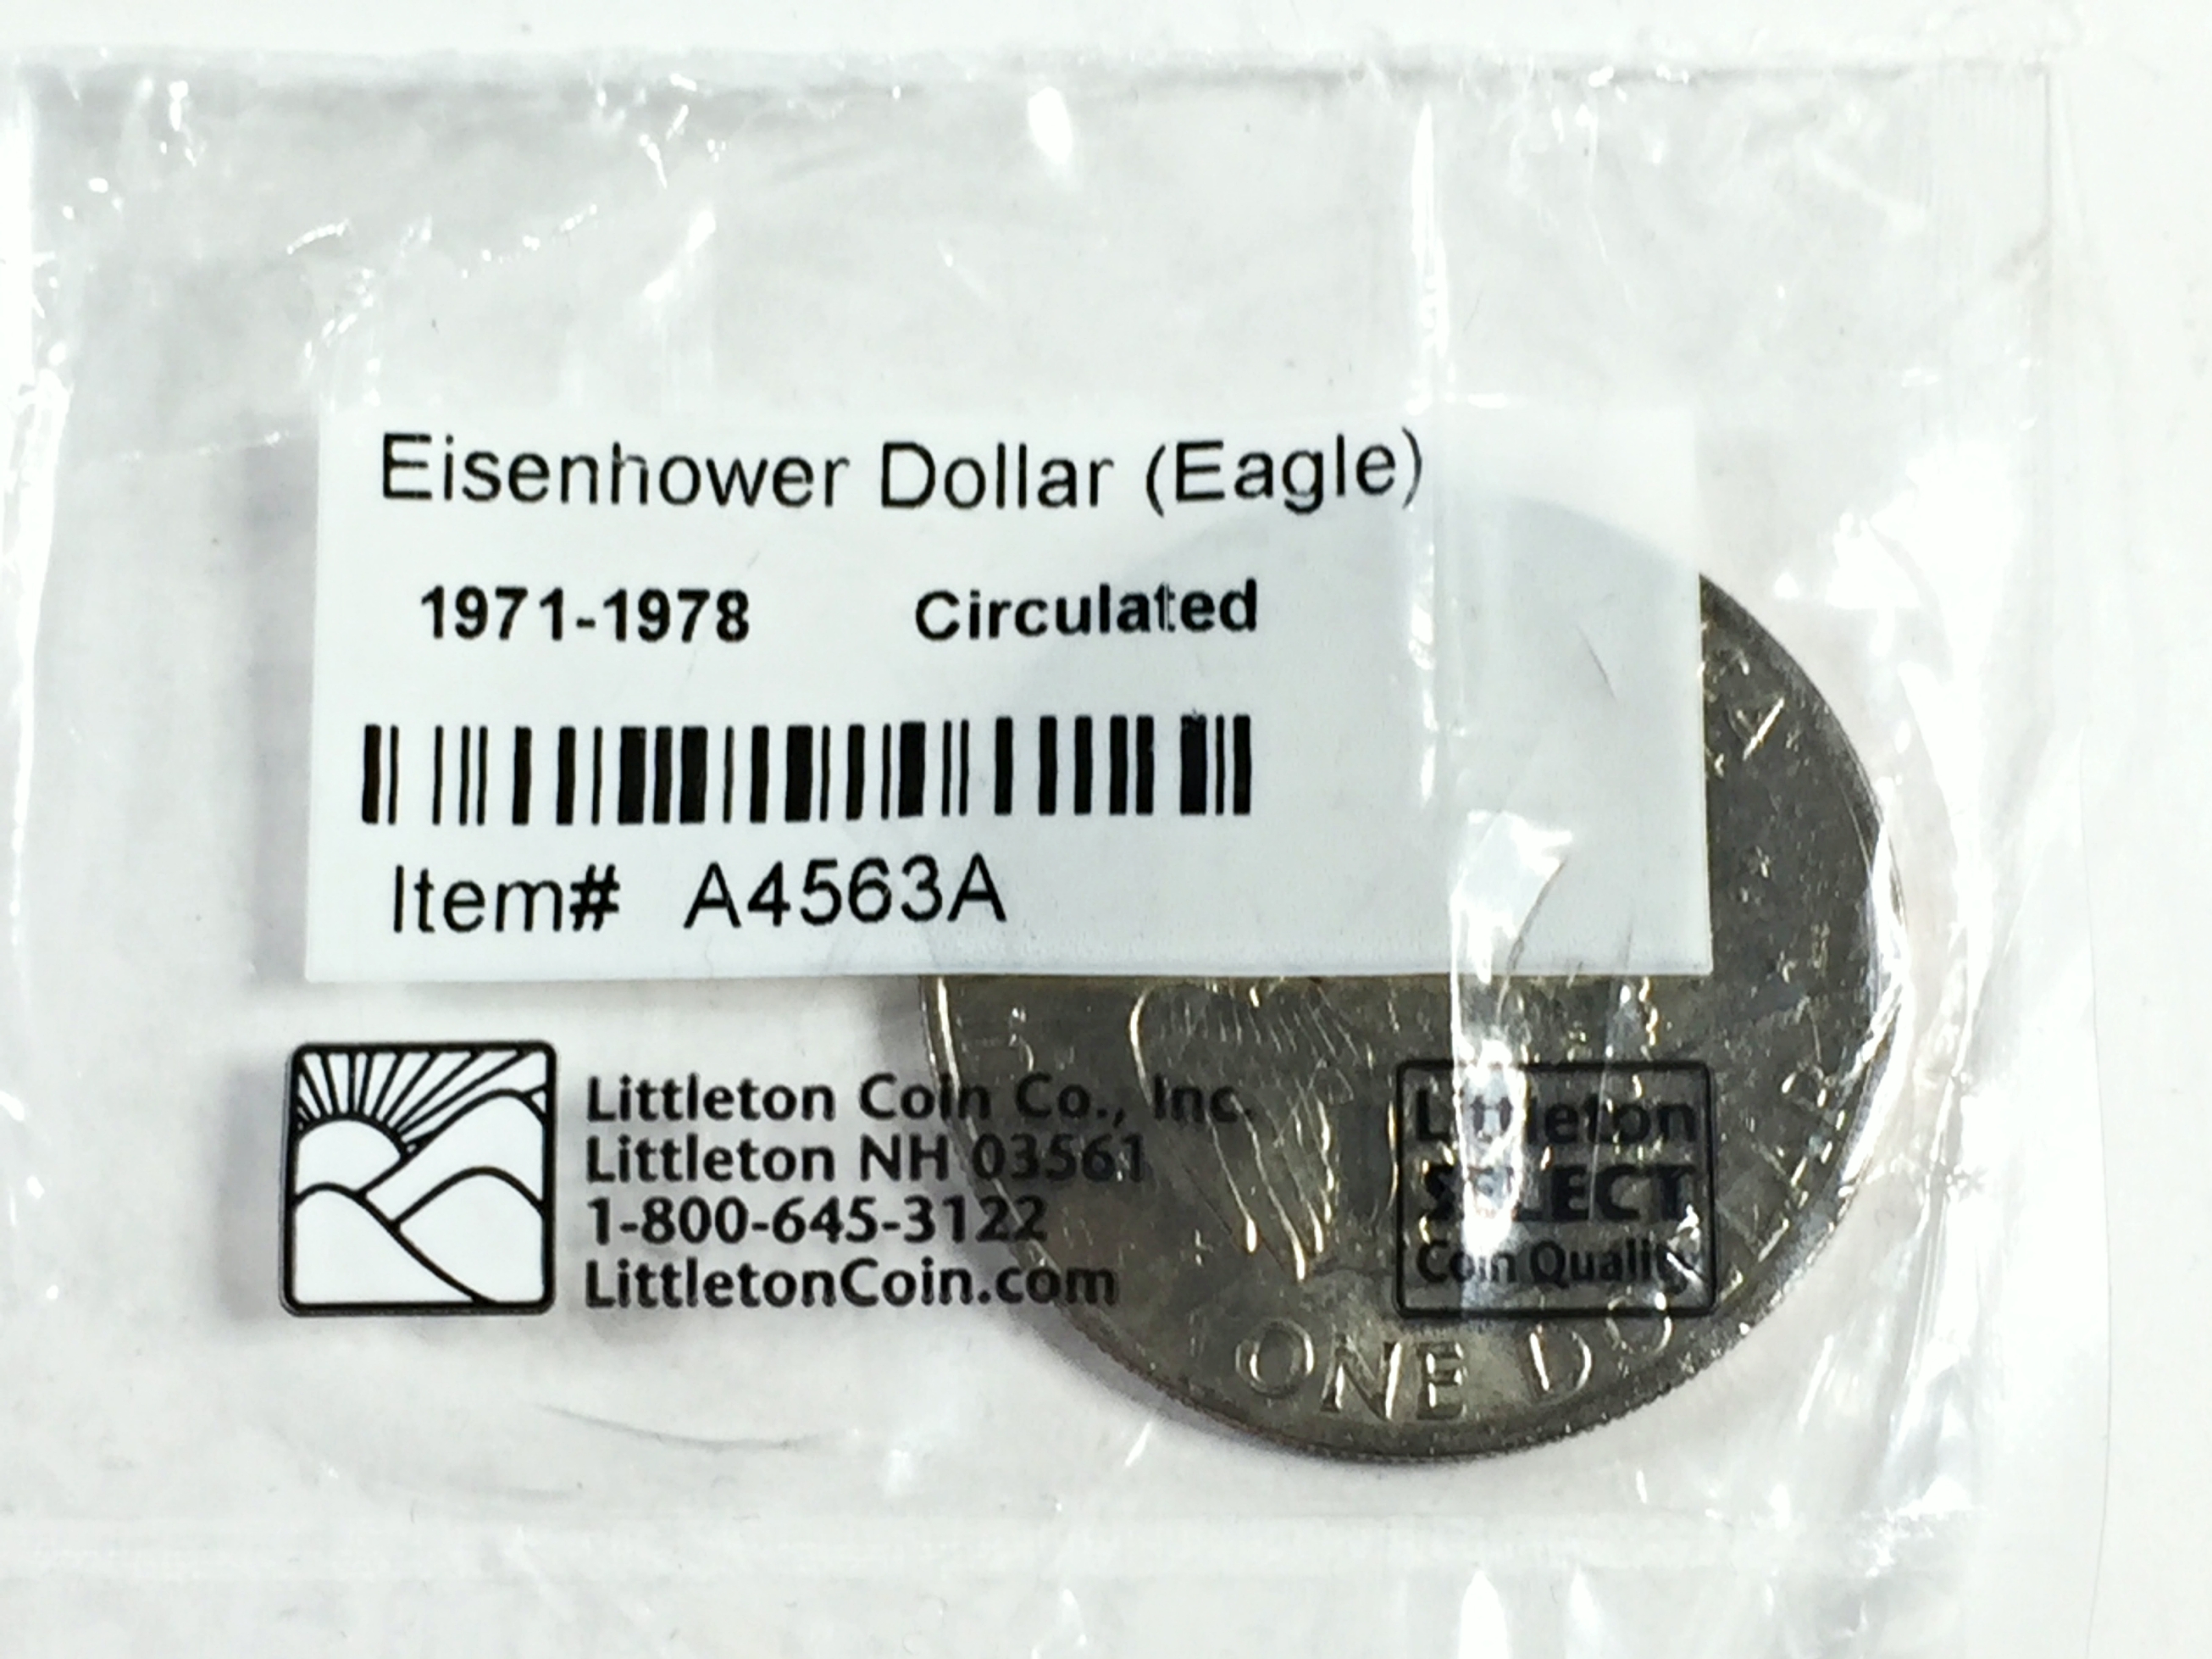 Eisenhower Dollar (Eagle)
1971-1978 Circulated
Item# A4563A
Littleton Coin Co., Inc.
Littleton NH 03561
1-800-645-3122
LittletonCoin.com
Littleton
SELECT
Coin Quality
ONE DO